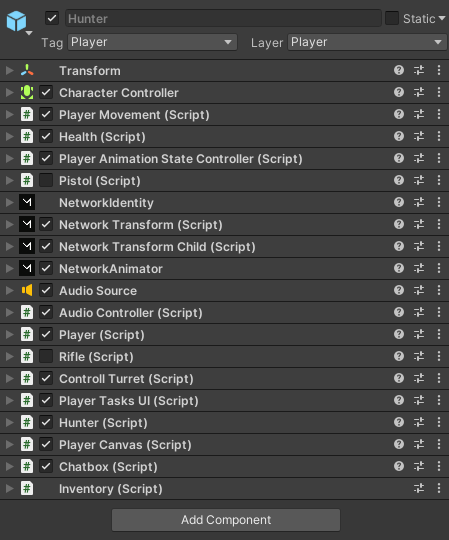 Hunter Static
Tag Player Layer Player
Transform
Character Controller
Player Movement (Script)
Health (Script)
Player Animation State Controller (Script)
Pistol (Script)
NetworkIdentity
Network Transform (Script)
Network Transform Child (Script)
NetworkAnimator
Audio Source
Audio Controller (Script)
Player (Script)
Rifle (Script)
Controll Turret (Script)
Player Tasks UI (Script)
Hunter (Script)
Player Canvas (Script)
Chatbox (Script)
Inventory (Script)
Add Component